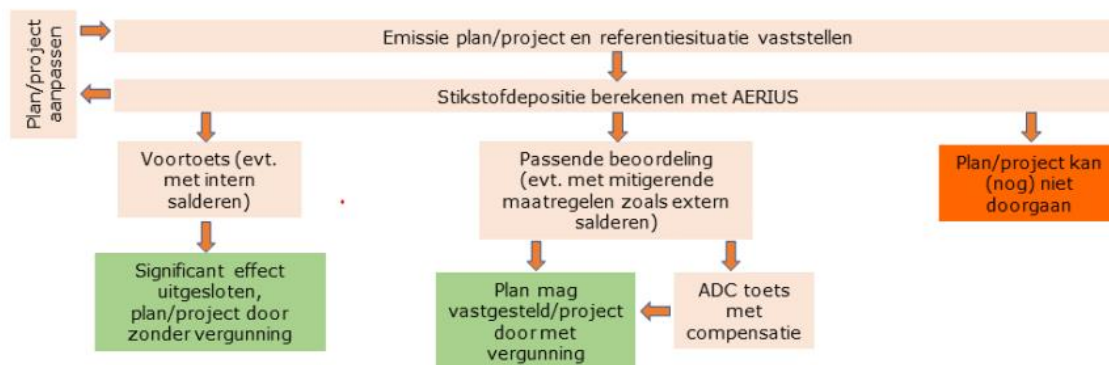 Plan/project
aanpassen
Emissie plan/project en referentiesituatie vaststellen
Stikstofdepositie berekenen met AERIUS
Voortoets (evt.
met intern
salderen)
Passende beoordeling
(evt. met mitigerende
maatregelen zoals extern
salderen)
Plan/project kan
(nog) niet
doorgaan
Significant effect
uitgesloten,
plan/project door
zonder vergunning
Plan mag
vastgesteld/project
door met
vergunning
ADC toets
met
compensatie